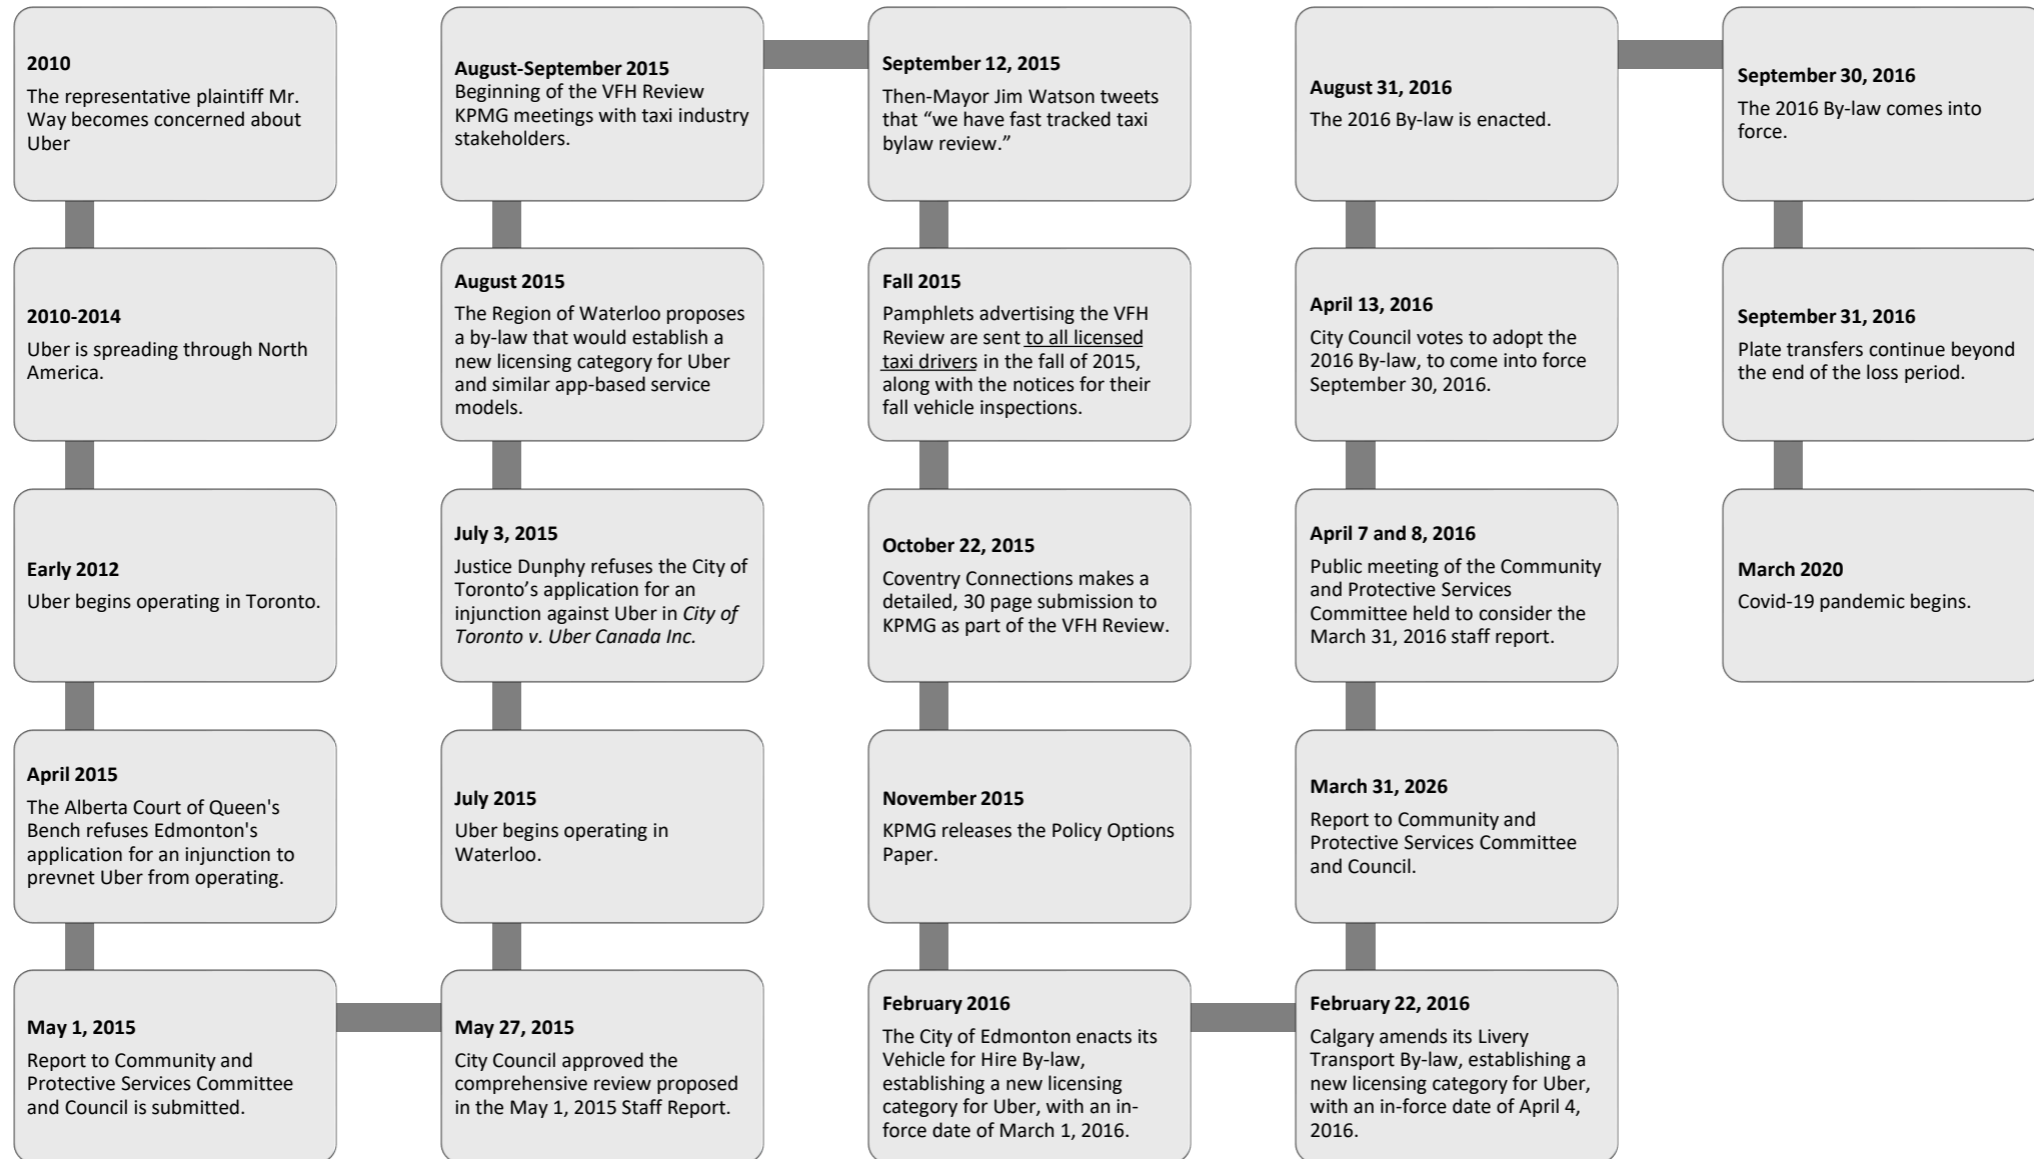 2010
The representative plaintiff Mr.
Way becomes concerned about
Uber
2010-2014
Uber is spreading through North
America.
Early 2012
Uber begins operating in Toronto.
April 2015
The Alberta Court of Queen's
Bench refuses Edmonton's
application for an injunction to
prevnet Uber from operating.
May 1, 2015
Report to Community and
Protective Services Committee
and Council is submitted.
May 27, 2015
City Council approved the
comprehensive review proposed
in the May 1, 2015 Staff Report.
July 2015
Uber begins operating in
Waterloo.
July 3, 2015
Justice Dunphy refuses the City of
Toronto’s application for an
injunction against Uber in City of
Toronto v. Uber Canada Inc.
August 2015
The Region of Waterloo proposes
a by-law that would establish a
new licensing category for Uber
and similar app-based service
models.
August-September 2015
Beginning of the VFH Review
KPMG meetings with taxi industry
stakeholders.
September 12, 2015
Then-Mayor Jim Watson tweets
that “we have fast tracked taxi
bylaw review.”
Fall 2015
Pamphlets advertising the VFH
Review are sent to all licensed
taxi drivers in the fall of 2015,
along with the notices for their
fall vehicle inspections.
October 22, 2015
Coventry Connections makes a
detailed, 30 page submission to
KPMG as part of the VFH Review.
November 2015
KPMG releases the Policy Options
Paper.
February 2016
The City of Edmonton enacts its
Vehicle for Hire By-law,
establishing a new licensing
category for Uber, with an in-
force date of March 1, 2016.
February 22, 2016
Calgary amends its Livery
Transport By-law, establishing a
new licensing category for Uber,
with an in-force date of April 4,
2016.
March 31, 2026
Report to Community and
Protective Services Committee
and Council.
April 7 and 8, 2016
Public meeting of the Community
and Protective Services
Committee held to consider the
March 31, 2016 staff report.
April 13, 2016
City Council votes to adopt the
2016 By-law, to come into force
September 30, 2016.
August 31, 2016
The 2016 By-law is enacted.
September 30, 2016
The 2016 By-law comes into
force.
September 31, 2016
Plate transfers continue beyond
the end of the loss period.
March 2020
Covid-19 pandemic begins.